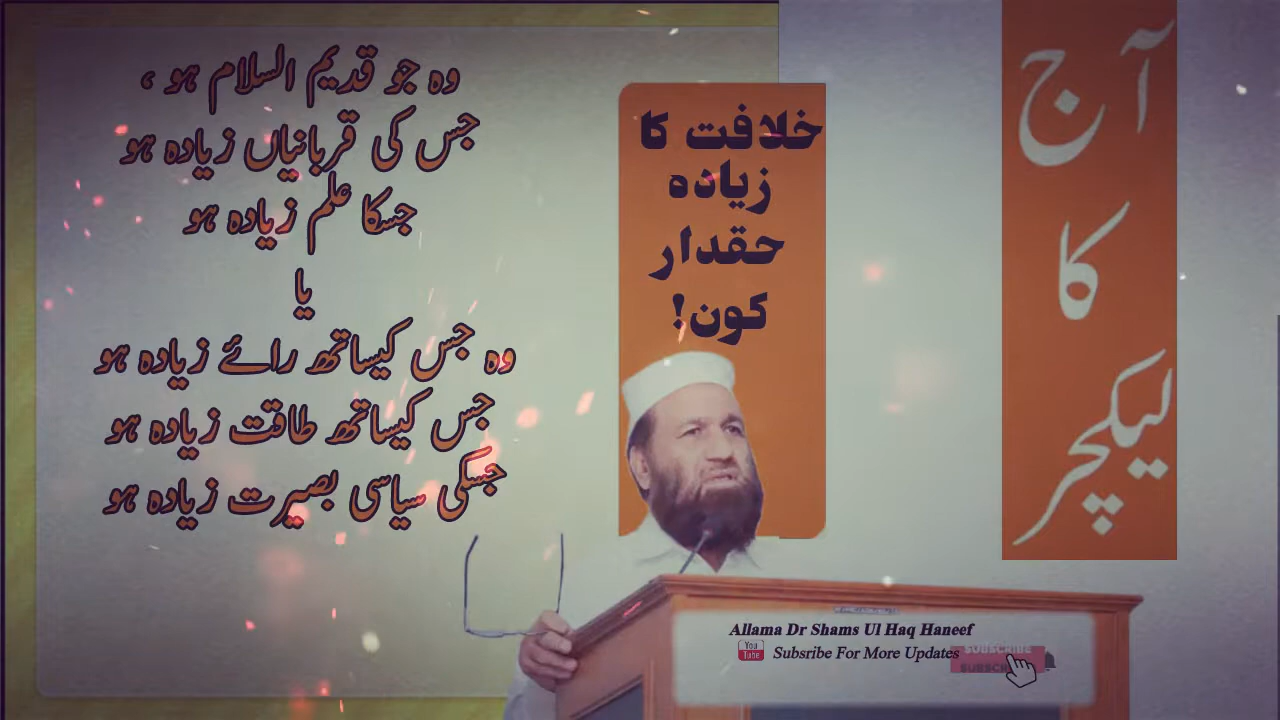 آج
کا
لیکچر
خلافت کا
زیادہ
حقدار
کون!
وہ جو قدیم السلام ہو ،
جس کی قربانیاں زیادہ ہو
جسکا علم زیادہ ہو
یا
وہ جس کیساتھ رائے زیادہ ہو
جس کیساتھ طاقت زیادہ ہو
جسکی سیاسی بصیرت زیادہ ہو
Allama Dr Shams Ul Haq Haneef
You Tube Subsribe For More Updates
SUBSCRIBE